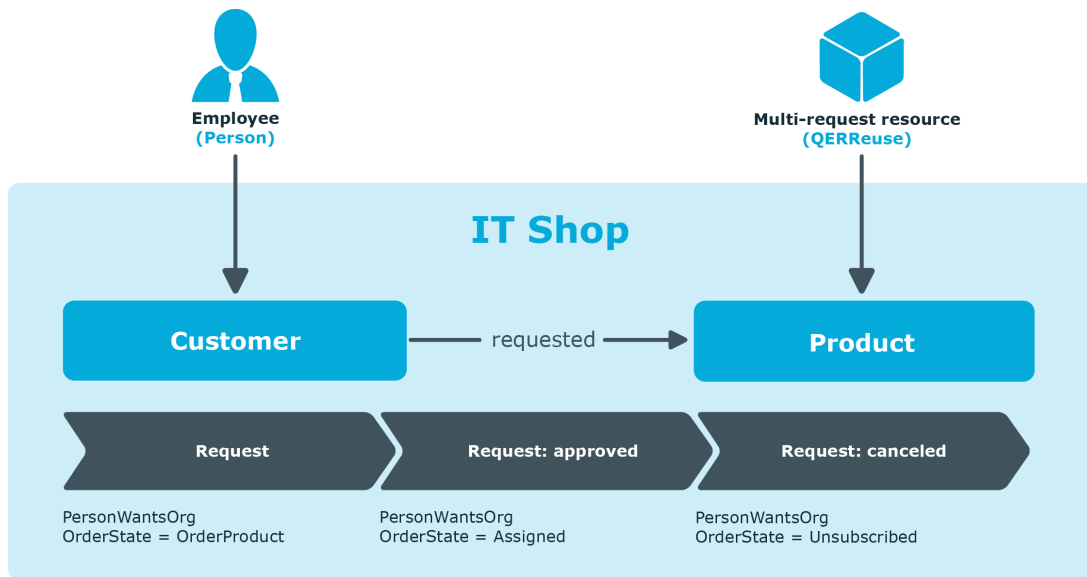 Employee
(Person)
Multi-request resource
(QERReuse)
IT Shop
Customer
requested
Product
Request
Request: approved
Request: canceled
PersonWantsOrg
OrderState = OrderProduct
PersonWantsOrg
OrderState = Assigned
PersonWantsOrg
OrderState = Unsubscribed